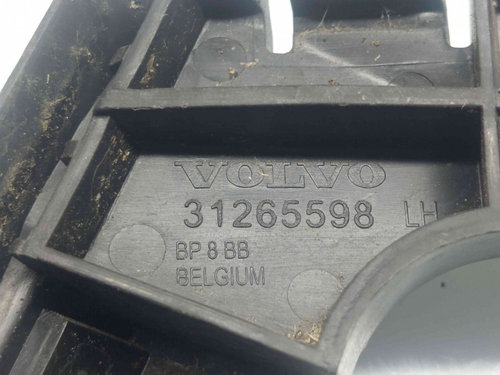 VOLVO
31265598 LH
BP 8 BB
BELGIUM